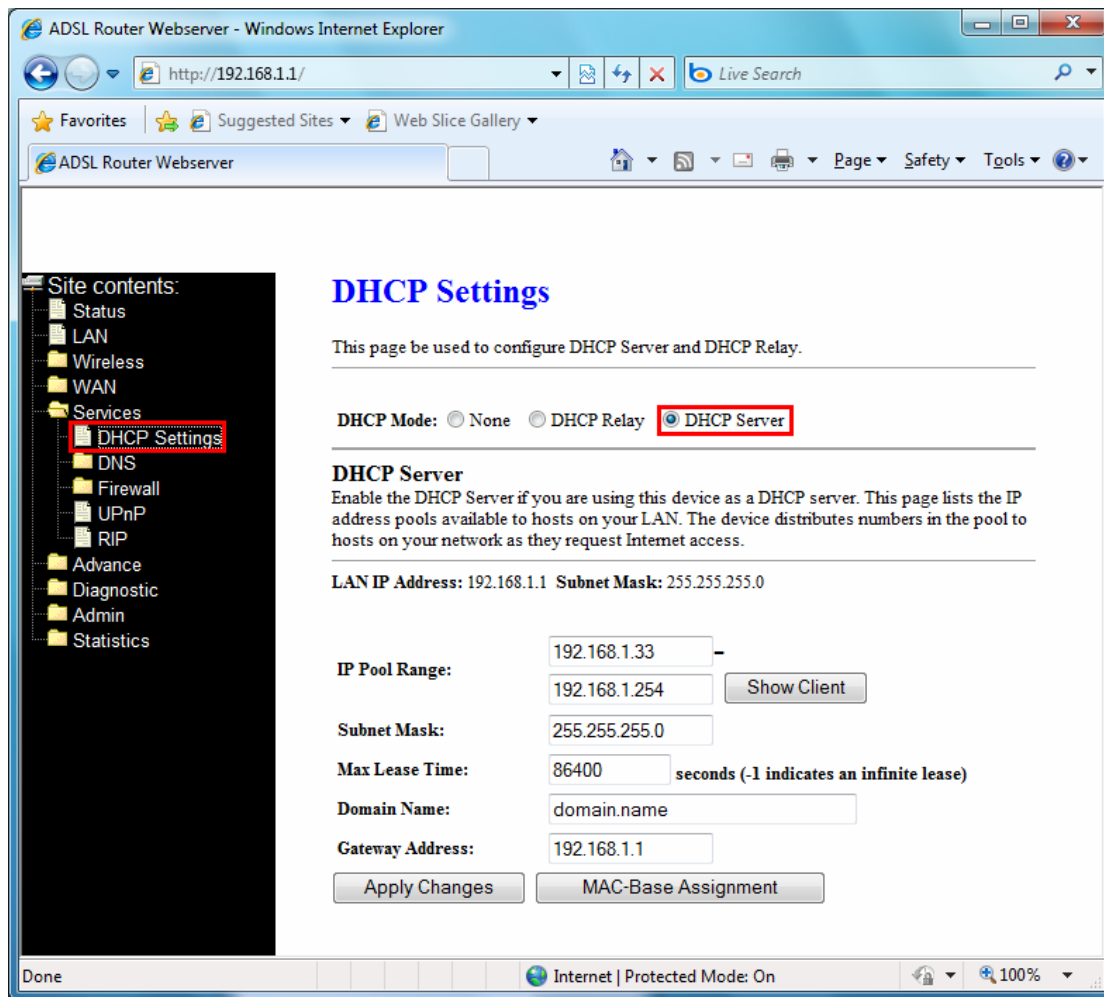 ADSL Router Webserver - Windows Internet Explorer
http://192.168.1.1/
Live Search
Favorites
Suggested Sites
Web Slice Gallery
ADSL Router Webserver
Page
Safety
Tools
Site contents:
Status
LAN
Wireless
WAN
Services
DHCP Settings
DNS
Firewall
UPnP
RIP
Advance
Diagnostic
Admin
Statistics
DHCP Settings
This page be used to configure DHCP Server and DHCP Relay.
DHCP Mode: None DHCP Relay DHCP Server
DHCP Server
Enable the DHCP Server if you are using this device as a DHCP server. This page lists the IP
address pools available to hosts on your LAN. The device distributes numbers in the pool to
hosts on your network as they request Internet access.
LAN IP Address: 192.168.1.1 Subnet Mask: 255.255.255.0
IP Pool Range:
192.168.1.33 –
192.168.1.254
Show Client
Subnet Mask: 255.255.255.0
Max Lease Time: 86400 seconds (-1 indicates an infinite lease)
Domain Name: domain.name
Gateway Address: 192.168.1.1
Apply Changes
MAC-Base Assignment
Done
Internet | Protected Mode: On
100%